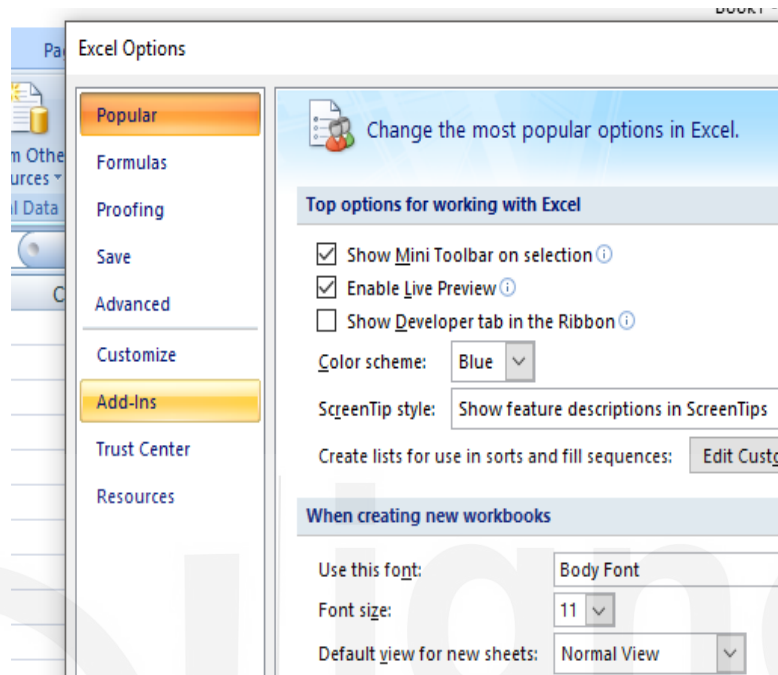 Excel Options
Popular
Formulas
Proofing
Save
Advanced
Customize
Add-Ins
Trust Center
Resources
Change the most popular options in Excel.
Top options for working with Excel
Show Mini Toolbar on selection
Enable Live Preview
Show Developer tab in the Ribbon
Color scheme: Blue
ScreenTip style: Show feature descriptions in ScreenTips
Create lists for use in sorts and fill sequences: Edit
When creating new workbooks
Use this font: Body Font
Font size: 11
Default view for new sheets: Normal View
Data
C